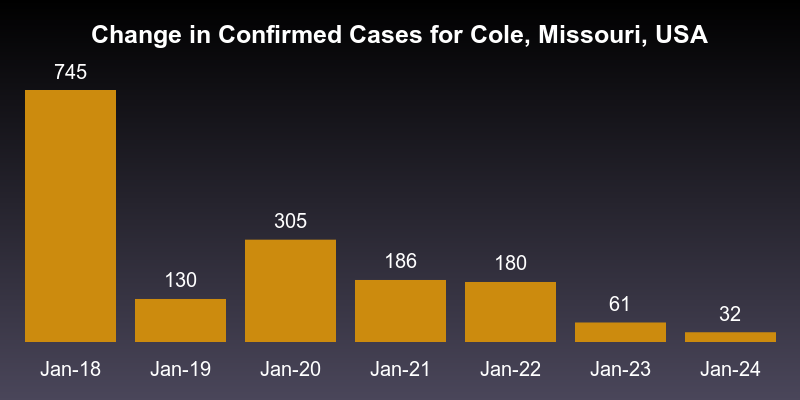 Change in Confirmed Cases for Cole, Missouri, USA
745
130
305
186
180
61
32
Jan-18
Jan-19
Jan-20
Jan-21
Jan-22
Jan-23
Jan-24